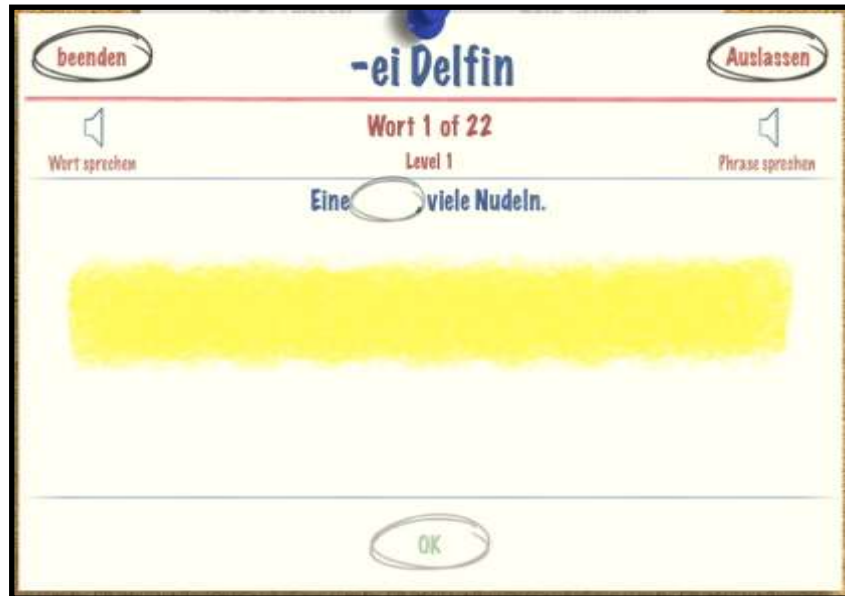 beenden
-ei Delfin
Auslassen
Wort 1 of 22
Wort sprechen
Level 1
Phrase sprechen
Eine viele Nudeln.
OK